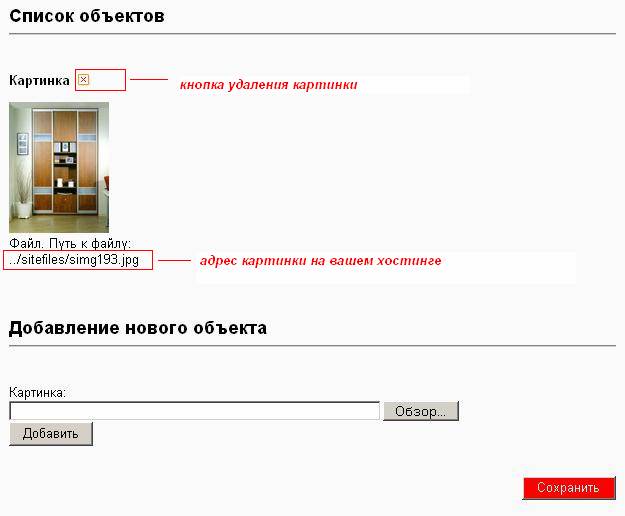 Список объектов
Картинка
кнопка удаления картинки
Файл. Путь к файлу:
../sitefiles/simg193.jpg
адрес картинки на вашем хостинге
Добавление нового объекта
Картинка:
Обзор...
Добавить
Сохранить